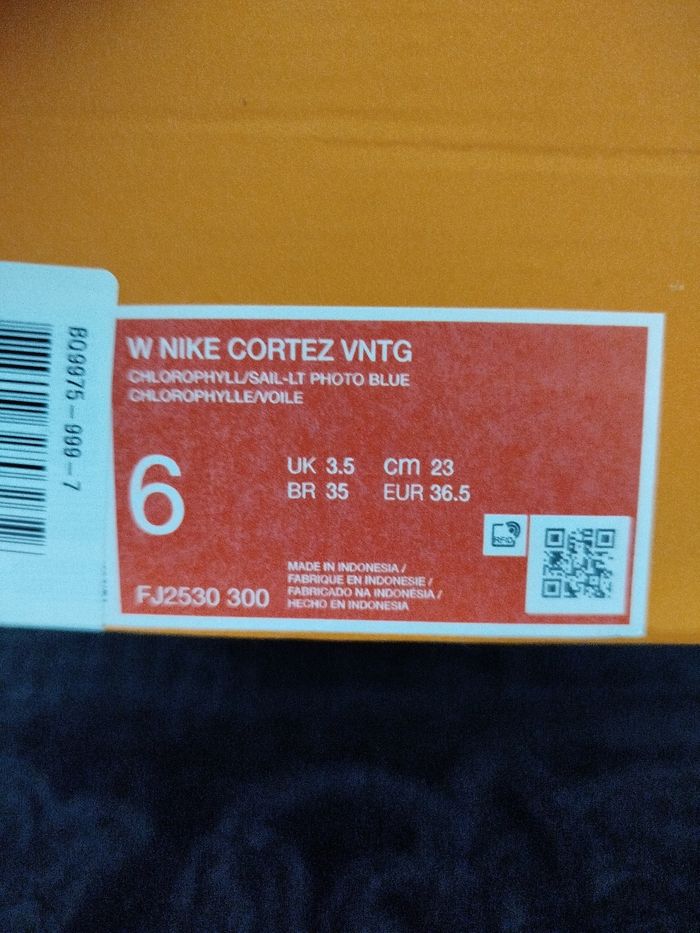 BQ9975-999-7
W NIKE CORTEZ VNTG
CHLOROPHYLL/SAIL-LT PHOTO BLUE
CHLOROPHYLLE/VOILE
6
UK 3.5 CM 23
BR 35 EUR 36.5
RFID
MADE IN INDONESIA /
FABRIQUE EN INDONESIE /
FABRICADO NA INDONÉSIA /
HECHO EN INDONESIA
FJ2530 300